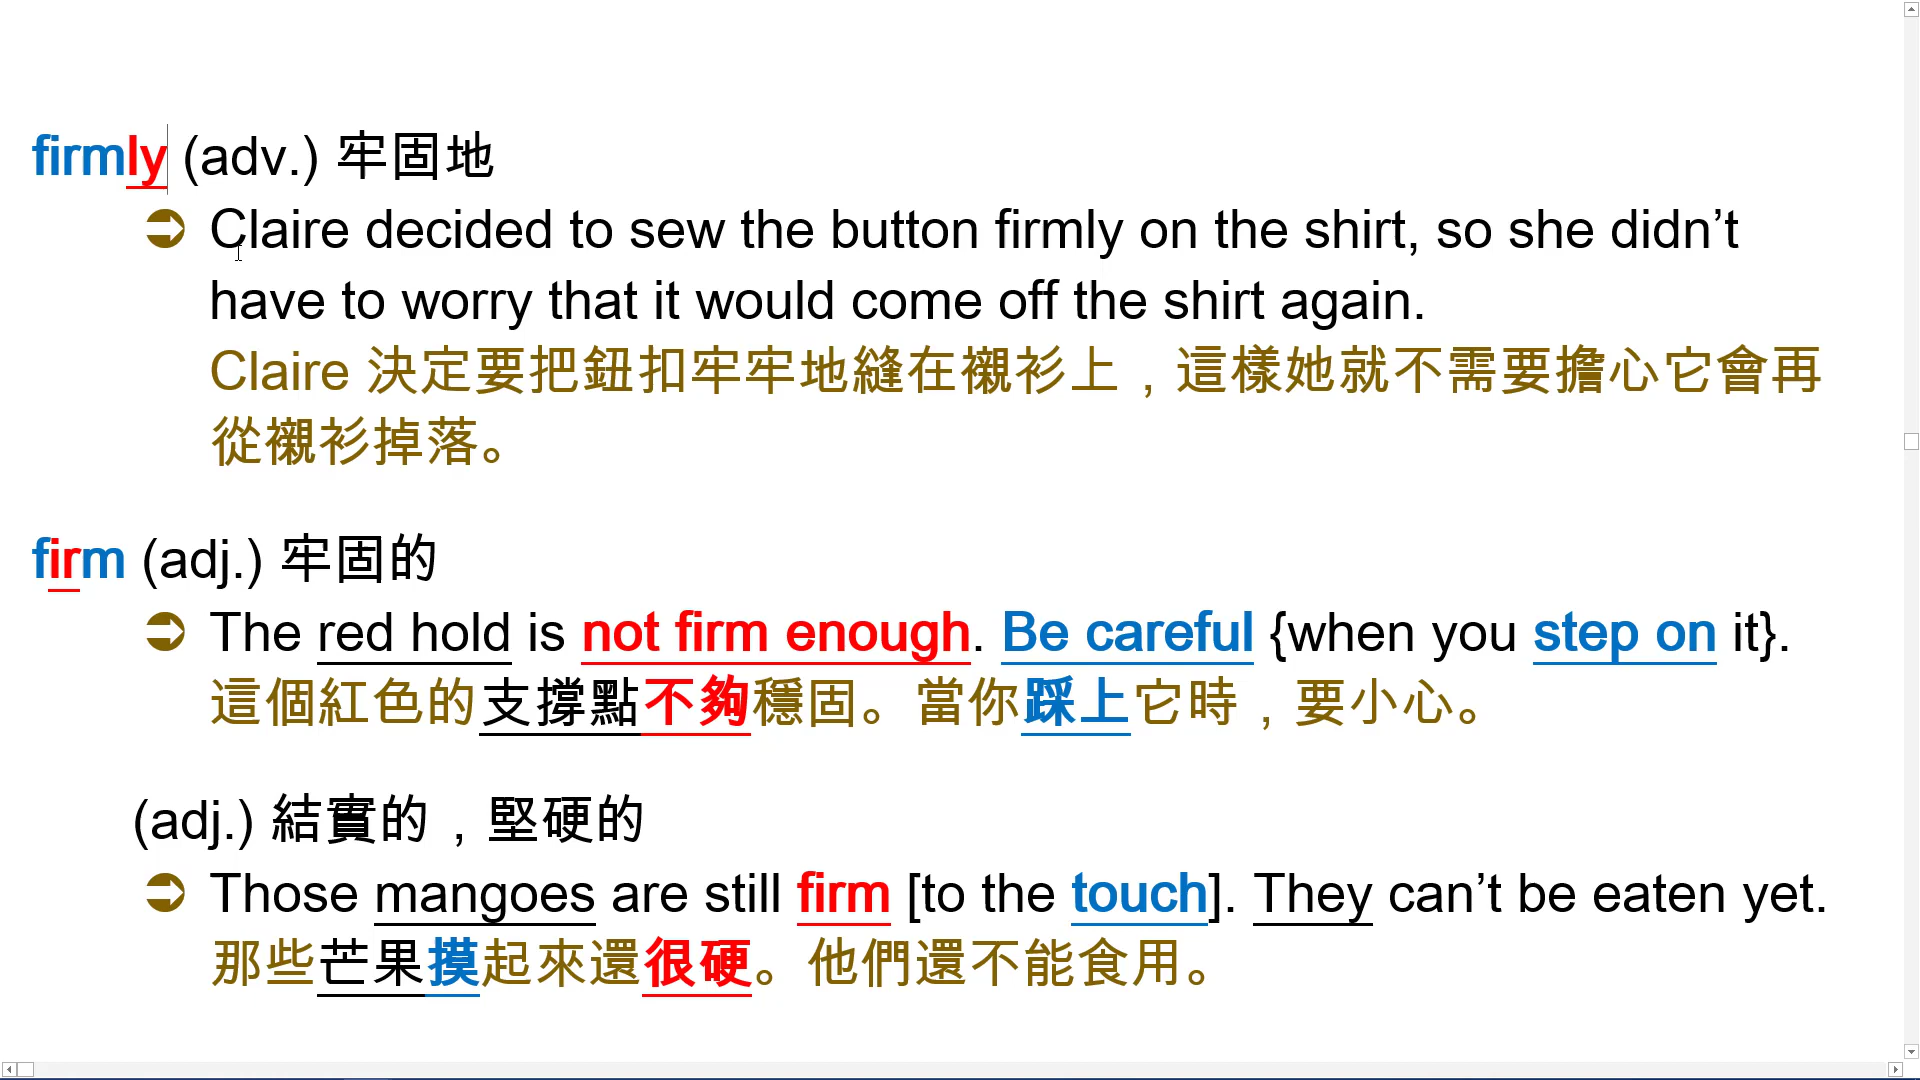 firmly (adv.) 牢固地
➲ Claire decided to sew the button firmly on the shirt, so she didn’t
have to worry that it would come off the shirt again.
Claire 決定要把鈕扣牢牢地縫在襯衫上，這樣她就不需要擔心它會再
從襯衫掉落。
firm (adj.) 牢固的
➲ The red hold is not firm enough. Be careful {when you step on it}.
這個紅色的支撐點不夠穩固。當你踩上它時，要小心。
(adj.) 結實的，堅硬的
➲ Those mangoes are still firm [to the touch]. They can’t be eaten yet.
那些芒果摸起來還很硬。他們還不能食用。